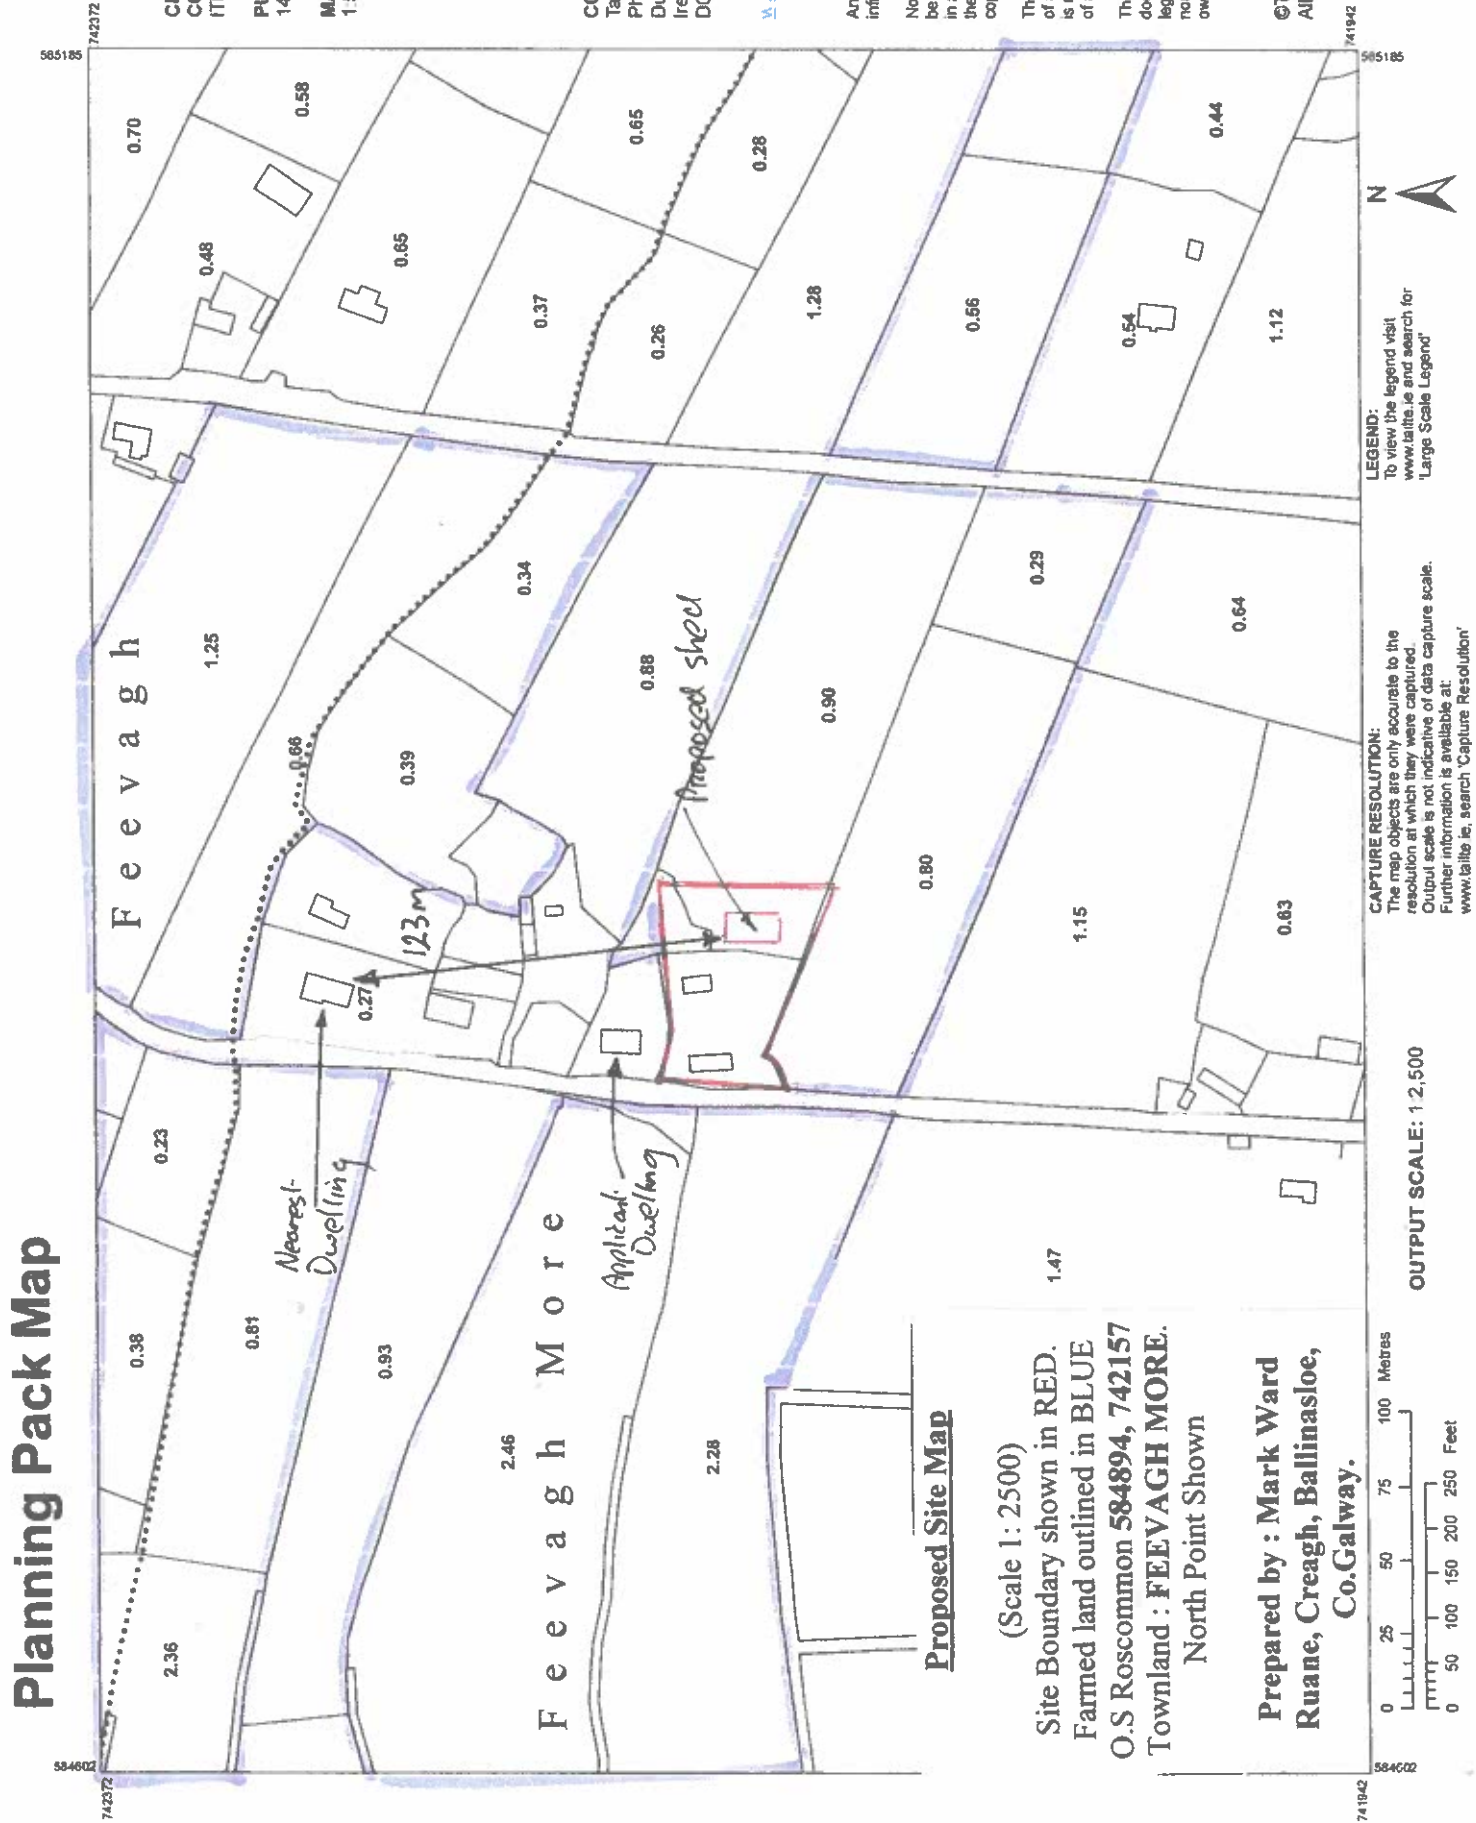 Planning Pack Map
742372
585185
742372
584602
741942
585185
741942
584602
0.70
0.58
0.48
0.65
0.65
0.37
0.28
0.26
1.28
0.56
0.44
0.54
1.12
Feevagh
1.25
0.66
0.34
0.39
0.88
0.90
0.29
0.64
0.80
1.15
0.63
0.27
123m
Proposed shed
0.23
0.38
0.81
0.93
2.36
2.46
2.28
1.47
Nearest
Dwelling
Applicant
Dwelling
Feevagh More
Proposed Site Map
(Scale 1: 2500)
Site Boundary shown in RED.
Farmed land outlined in BLUE
O.S Roscommon 584894, 742157
Townland : FEEVAGH MORE.
North Point Shown
Prepared by : Mark Ward
Ruane, Creagh, Ballinasloe,
Co.Galway.
0 25 50 75 100 Metres
0 50 100 150 200 250 Feet
OUTPUT SCALE: 1:2,500
CAPTURE RESOLUTION:
The map objects are only accurate to the
resolution at which they were captured.
Output scale is not indicative of data capture scale.
Further information is available at:
www.tailte.ie, search 'Capture Resolution'
LEGEND:
To view the legend visit
www.tailte.ie and search for
'Large Scale Legend'
N